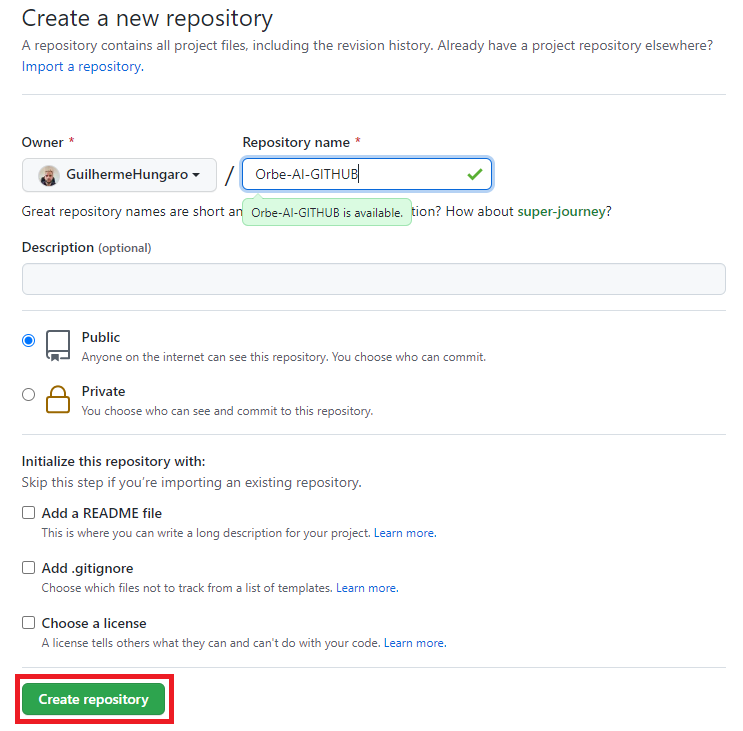 Create a new repository
A repository contains all project files, including the revision history. Already have a project repository elsewhere?
Import a repository.
Owner *
Repository name *
GuilhermeHungaro
/
Orbe-AI-GITHUB
Great repository names are short an
Orbe-AI-GITHUB is available.
tion? How about super-journey?
Description (optional)
Public
Anyone on the internet can see this repository. You choose who can commit.
Private
You choose who can see and commit to this repository.
Initialize this repository with:
Skip this step if you're importing an existing repository.
Add a README file
This is where you can write a long description for your project. Learn more.
Add .gitignore
Choose which files not to track from a list of templates. Learn more.
Choose a license
A license tells others what they can and can't do with your code. Learn more.
Create repository